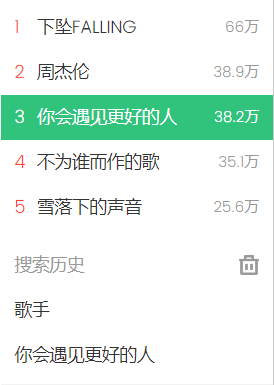 1 下坠FALLING 66万
2 周杰伦 38.9万
3 你会遇见更好的人 38.2万
4 不为谁而作的歌 35.1万
5 雪落下的声音 25.6万
搜索历史
歌手
你会遇见更好的人